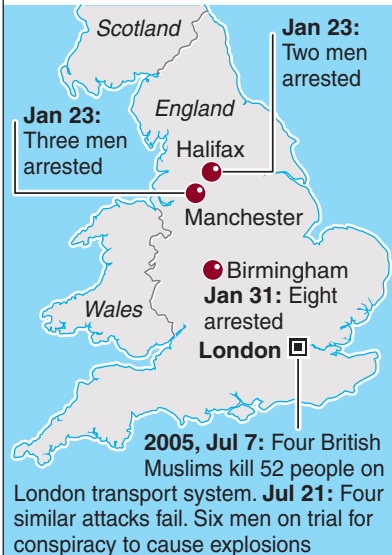 Scotland
Jan 23:
Two men
arrested
England
Jan 23:
Three men
arrested
Halifax
Manchester
Birmingham
Jan 31: Eight
arrested
Wales
London
2005, Jul 7: Four British
Muslims kill 52 people on
London transport system. Jul 21: Four
similar attacks fail. Six men on trial for
conspiracy to cause explosions